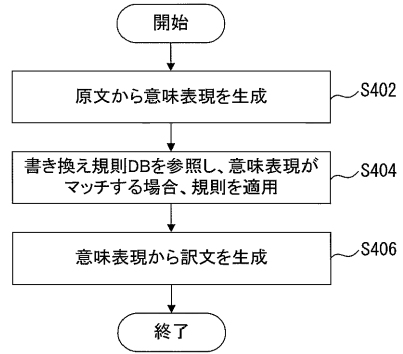 開始
原文から意味表現を生成
S402
書き換え規則DBを参照し、意味表現が
マッチする場合、規則を適用
S404
意味表現から訳文を生成
S406
終了